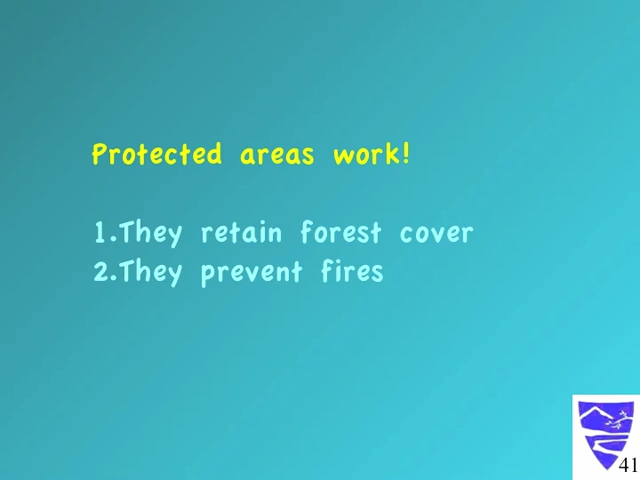 Protected areas work!
1.They retain forest cover
2.They prevent fires
41